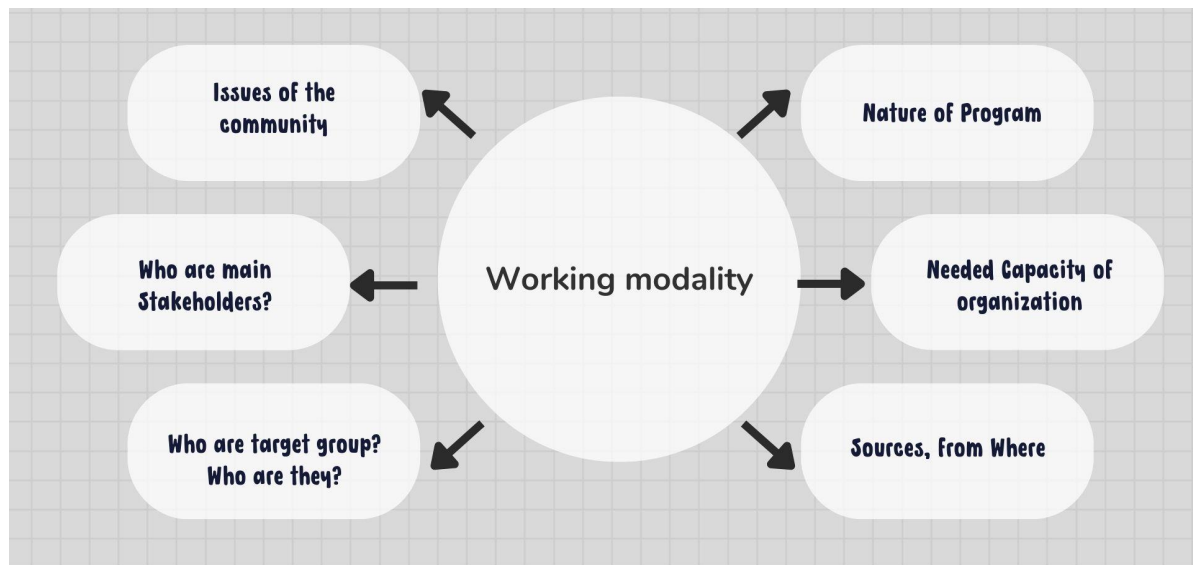 Issues of the
community
Nature of Program
Who are main
Stakeholders?
Working modality
Needed Capacity of
organization
Who are target group?
Who are they?
Sources, From Where